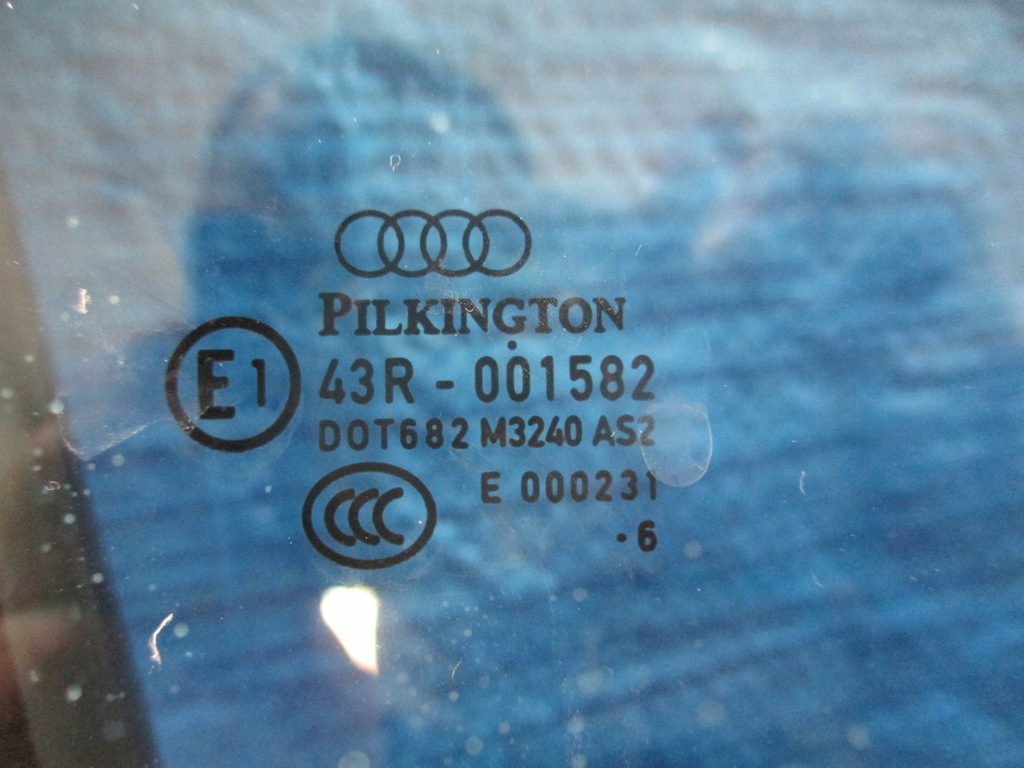 PILKINGTON
E1 43R - 001582
DOT682 M3240 AS2
CCC E 000231
·6